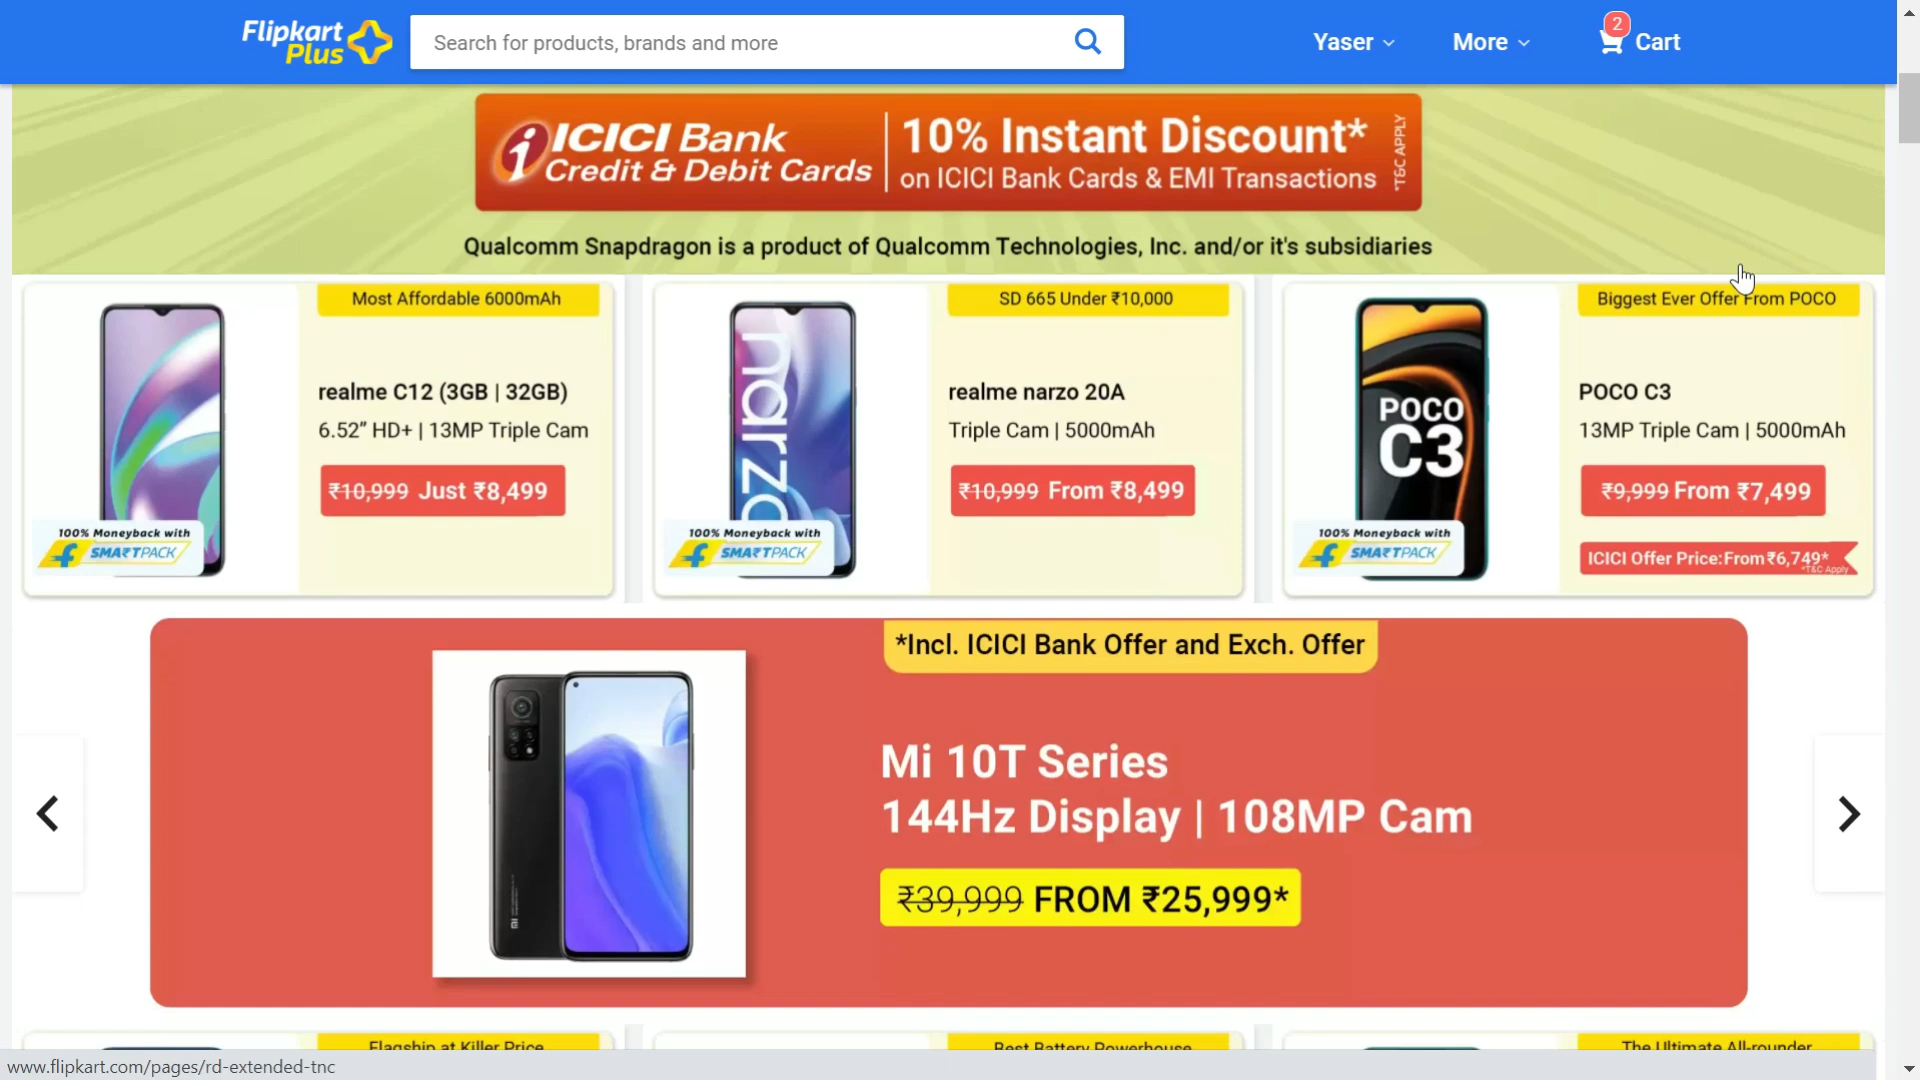 Flipkart
Plus
Search for products, brands and more
Yaser
More
2
Cart
ICICI Bank
Credit & Debit Cards
10% Instant Discount*
on ICICI Bank Cards & EMI Transactions
*T&C APPLY
Qualcomm Snapdragon is a product of Qualcomm Technologies, Inc. and/or it's subsidiaries
Most Affordable 6000mAh
realme C12 (3GB | 32GB)
6.52” HD+ | 13MP Triple Cam
₹10,999 Just ₹8,499
100% Moneyback with
SMA₹TPACK
SD 665 Under ₹10,000
narzo
realme narzo 20A
Triple Cam | 5000mAh
₹10,999 From ₹8,499
100% Moneyback with
SMA₹TPACK
Biggest Ever Offer From POCO
POCO
C3
POCO C3
13MP Triple Cam | 5000mAh
₹9,999 From ₹7,499
ICICI Offer Price:From ₹6,749*
*T&C Apply
100% Moneyback with
SMA₹TPACK
*Incl. ICICI Bank Offer and Exch. Offer
Mi 10T Series
144Hz Display | 108MP Cam
₹39,999 FROM ₹25,999*
Flagship at Killer Price
Best Battery Powerhouse
The Ultimate All-rounder
www.flipkart.com/pages/rd-extended-tnc